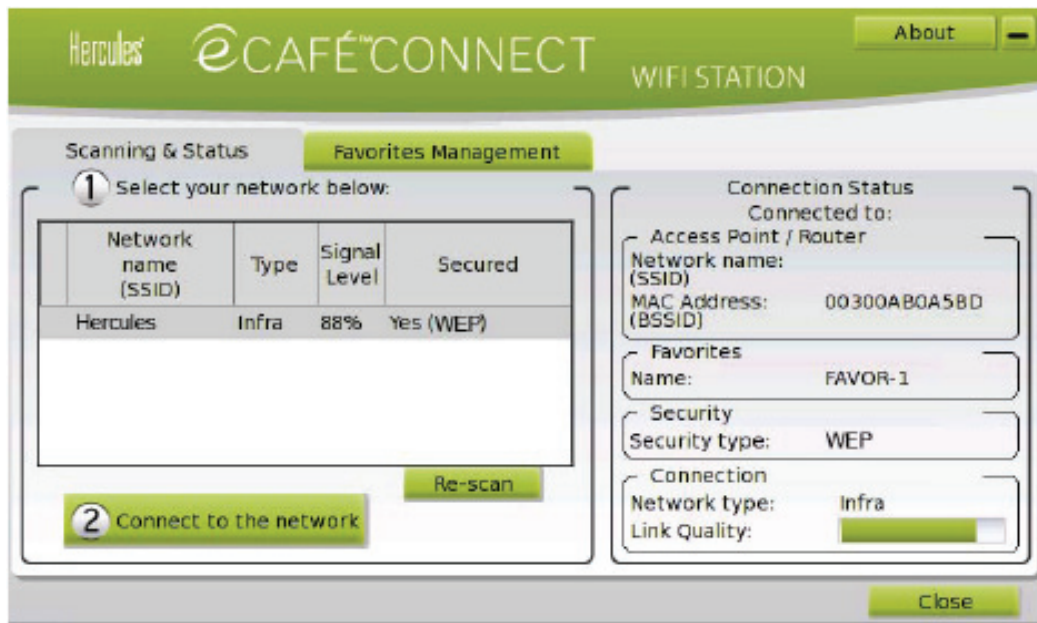 Hercules eCAFÉ™CONNECT WIFI STATION
About
Scanning & Status
Favorites Management
1 Select your network below:
Network name (SSID) Type Signal Level Secured
Hercules Infra 88% Yes (WEP)
Re-scan
2 Connect to the network
Connection Status
Connected to:
Access Point / Router
Network name:
(SSID)
MAC Address: 00300AB0A5BD
(BSSID)
Favorites
Name: FAVOR-1
Security
Security type: WEP
Connection
Network type: Infra
Link Quality:
Close